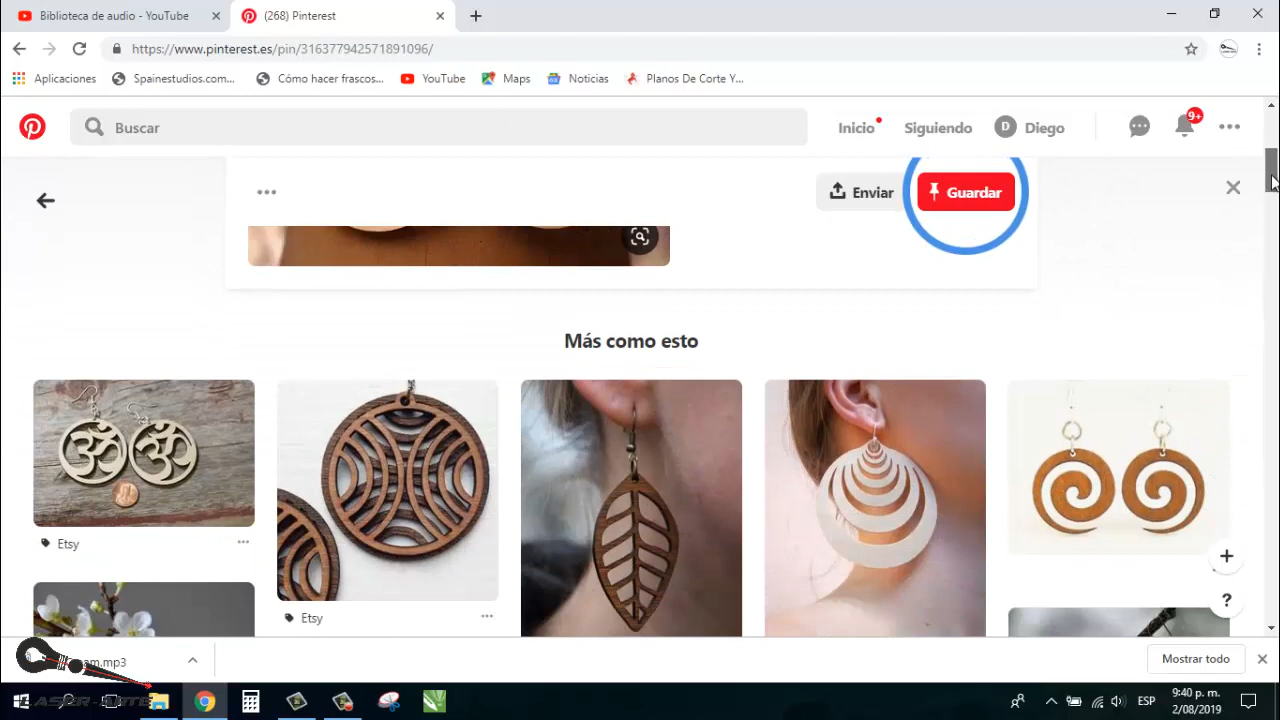 Biblioteca de audio - YouTube
(268) Pinterest
https://www.pinterest.es/pin/316377942571891096/
Aplicaciones
Spainestudios.com...
Cómo hacer frascos...
YouTube
Maps
Noticias
Planos De Corte Y...
Buscar
Inicio
Siguiendo
D
Diego
9+
Enviar
Guardar
Más como esto
Etsy
Etsy
am.mp3
Mostrar todo
LASER-ARTE
ESP
9:40 p. m.
2/08/2019